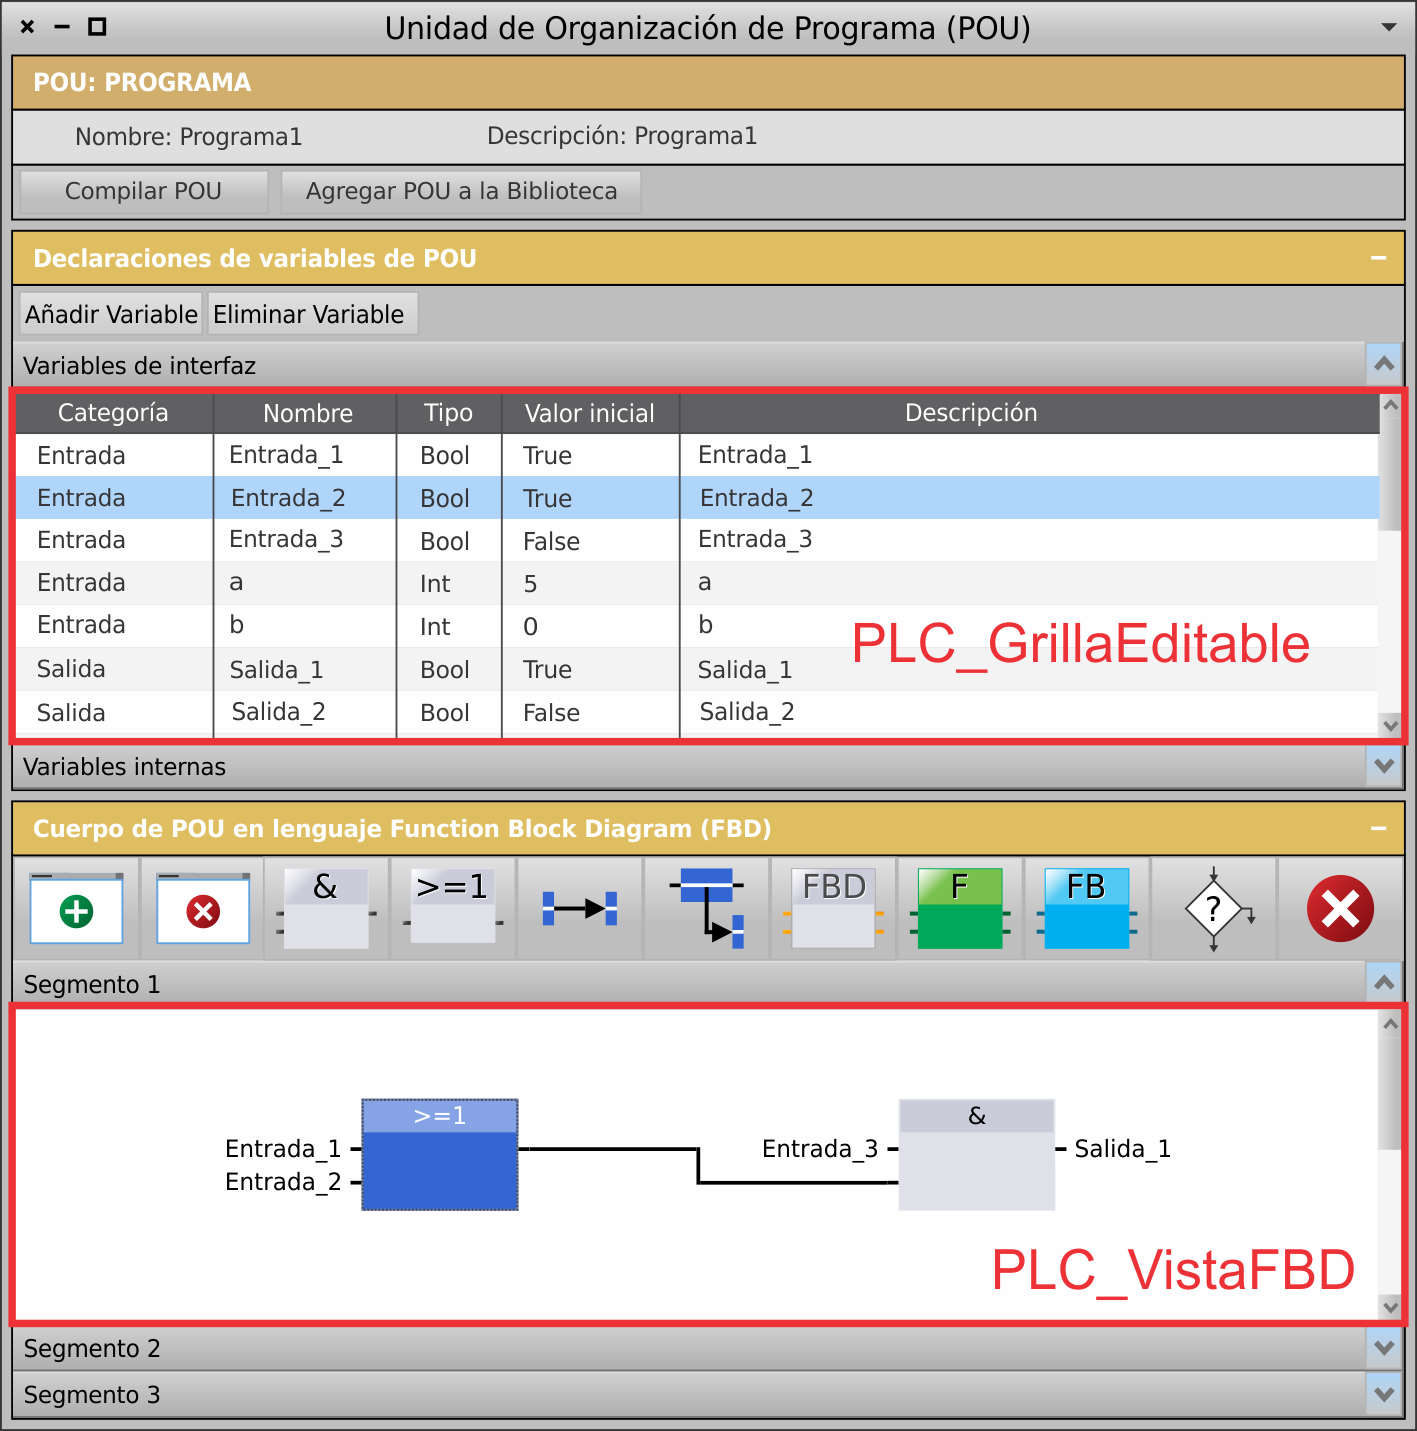 Unidad de Organización de Programa (POU)
POU: PROGRAMA
Nombre: Programa1 Descripción: Programa1
Compilar POU Agregar POU a la Biblioteca
Declaraciones de variables de POU
Añadir Variable Eliminar Variable
Variables de interfaz
Categoría Nombre Tipo Valor inicial Descripción
Entrada Entrada_1 Bool True Entrada_1
Entrada Entrada_2 Bool True Entrada_2
Entrada Entrada_3 Bool False Entrada_3
Entrada a Int 5 a
Entrada b Int 0 b
PLC_GrillaEditable
Salida Salida_1 Bool True Salida_1
Salida Salida_2 Bool False Salida_2
Variables internas
Cuerpo de POU en lenguaje Function Block Diagram (FBD)
& >=1 FBD F FB ?
Segmento 1
>=1 &
Entrada_1 Entrada_3 Salida_1
Entrada_2
PLC_VistaFBD
Segmento 2
Segmento 3